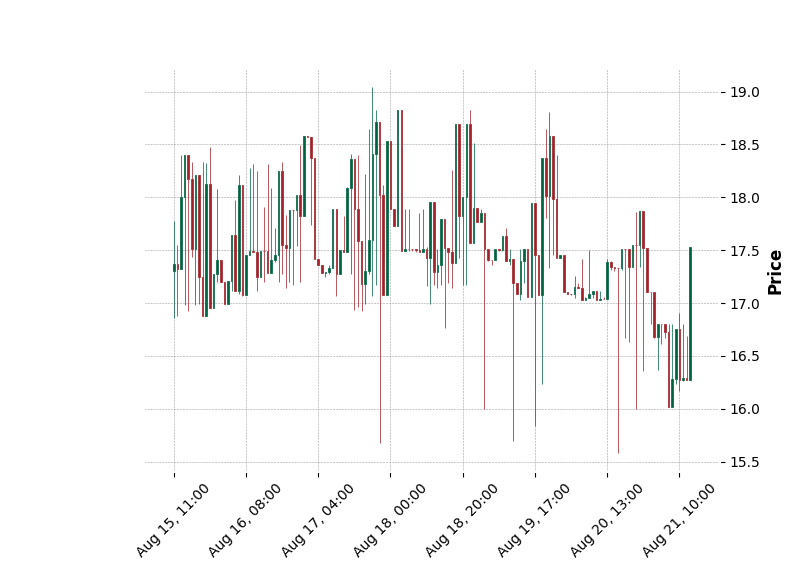 19.0
18.5
18.0
17.5
17.0
16.5
16.0
15.5
Price
Aug 15, 11:00
Aug 16, 08:00
Aug 17, 04:00
Aug 18, 00:00
Aug 18, 20:00
Aug 19, 17:00
Aug 20, 13:00
Aug 21, 10:00